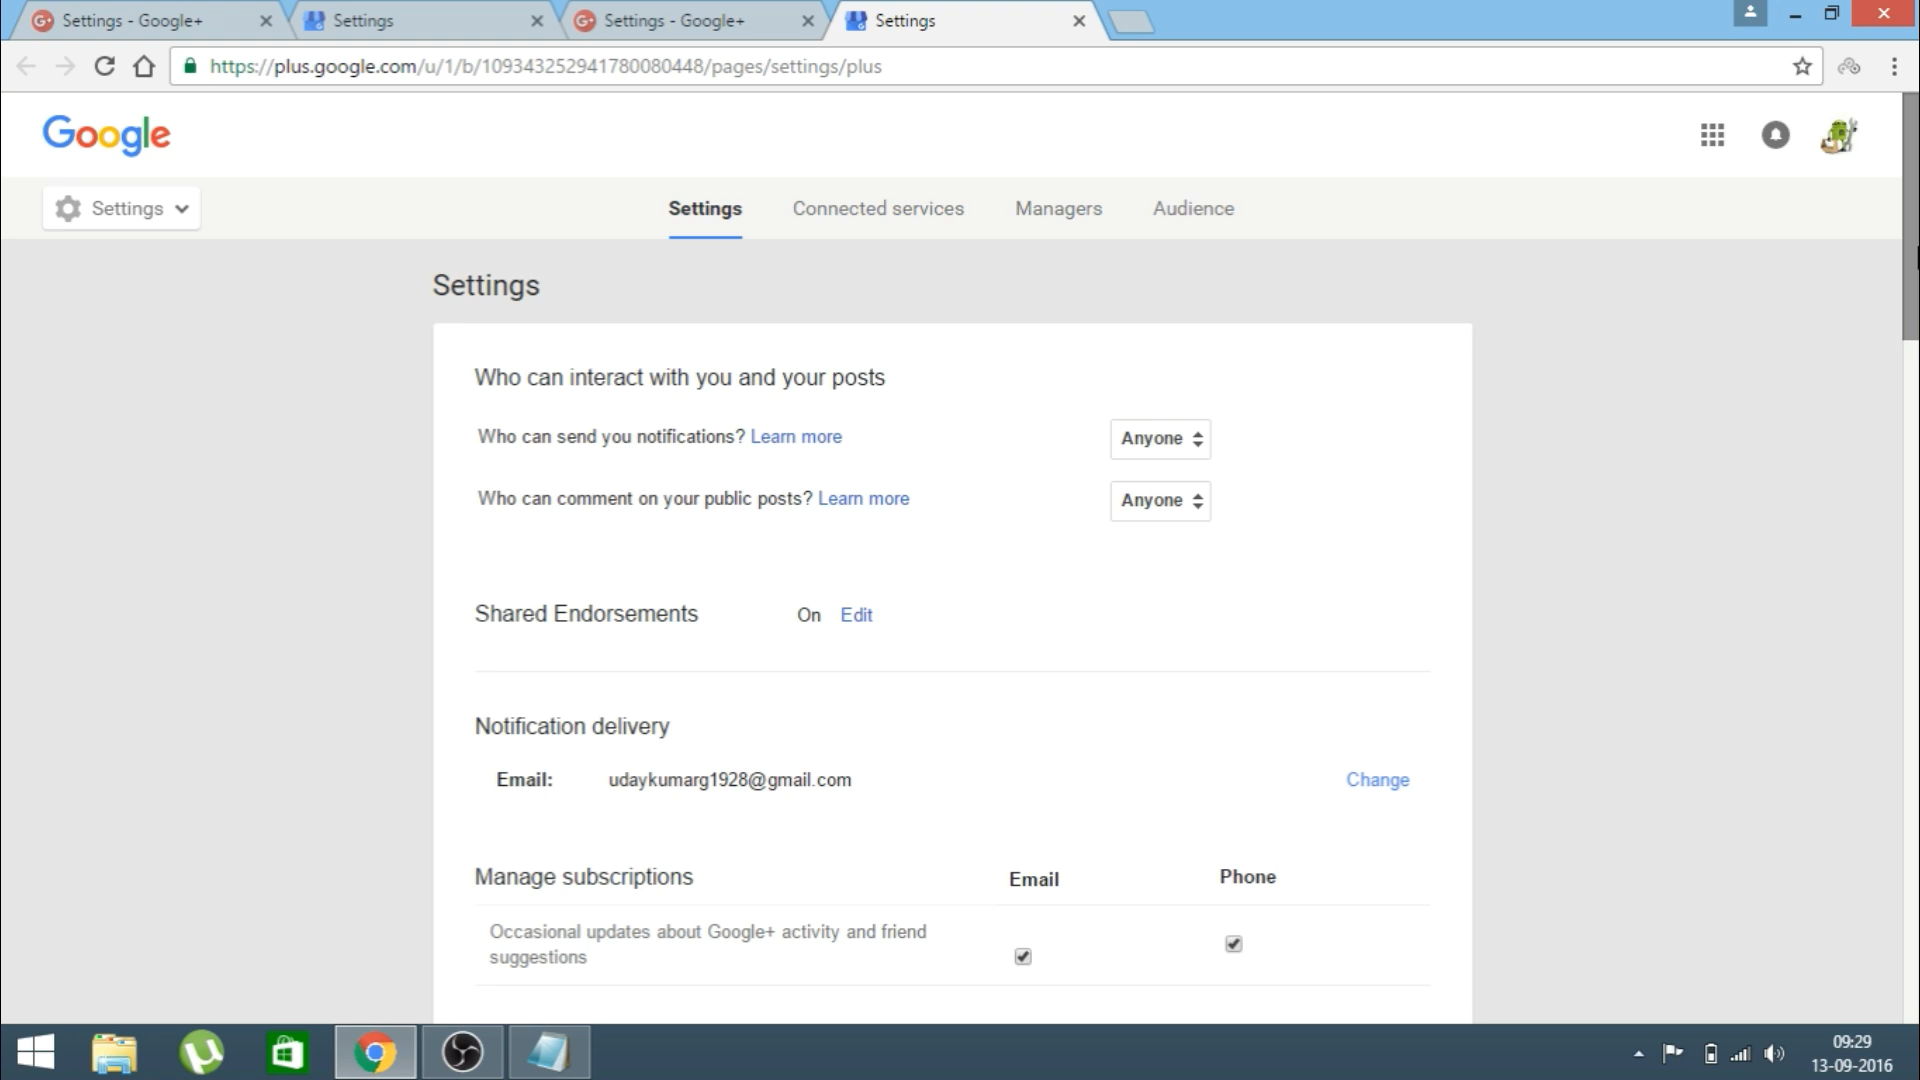 Settings - Google+
Settings
Settings - Google+
Settings
https://plus.google.com/u/1/b/109343252941780080448/pages/settings/plus
Google
Settings
Settings Connected services Managers Audience
Settings
Who can interact with you and your posts
Who can send you notifications? Learn more Anyone
Who can comment on your public posts? Learn more Anyone
Shared Endorsements On Edit
Notification delivery
Email: udaykumarg1928@gmail.com Change
Manage subscriptions Email Phone
Occasional updates about Google+ activity and friend
suggestions
09:29
13-09-2016